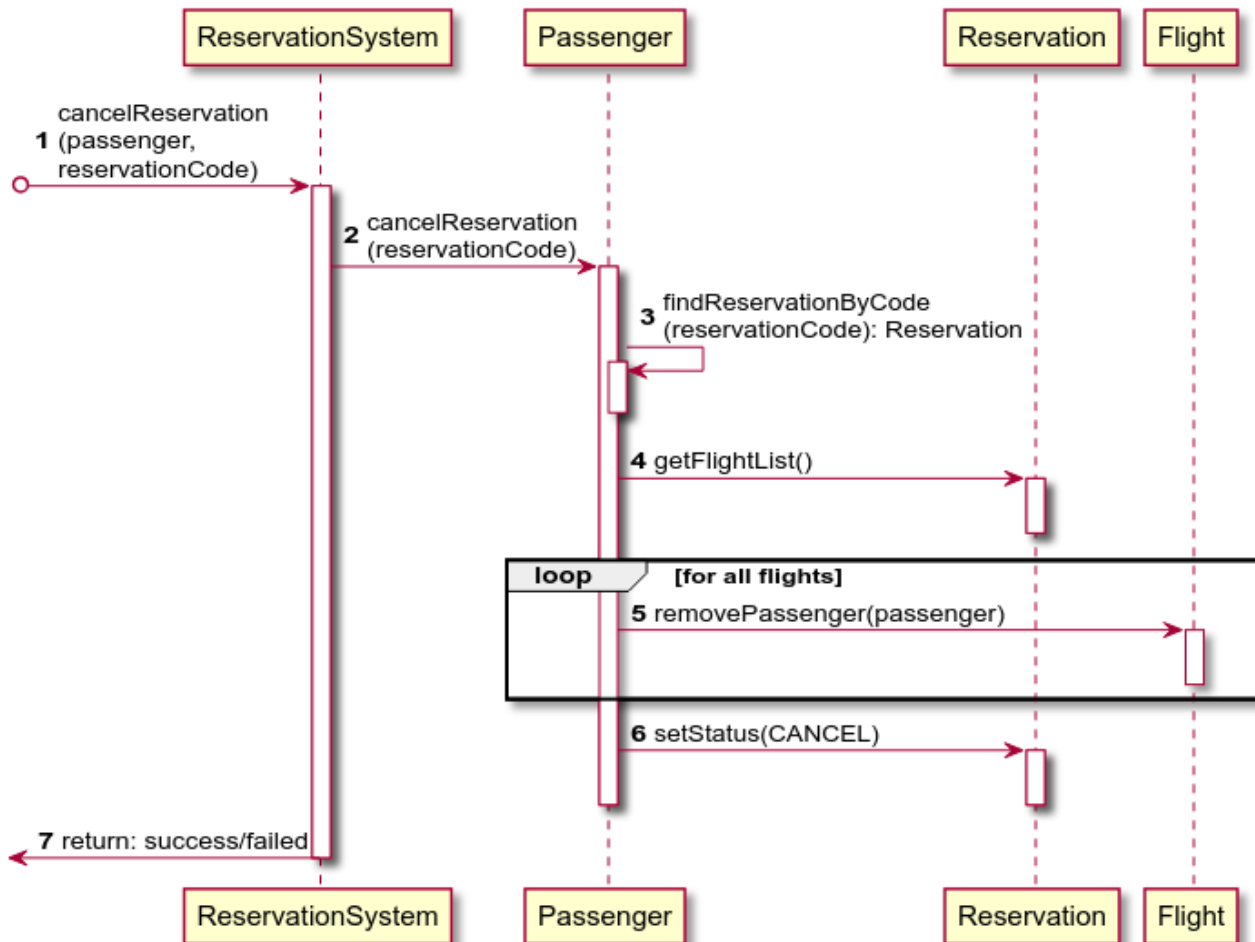 ReservationSystem
Passenger
Reservation
Flight
cancelReservation
1 (passenger,
reservationCode)
2 cancelReservation
(reservationCode)
findReservationByCode
3 (reservationCode): Reservation
4 getFlightList()
loop [for all flights]
5 removePassenger(passenger)
6 setStatus(CANCEL)
7 return: success/failed
ReservationSystem
Passenger
Reservation
Flight